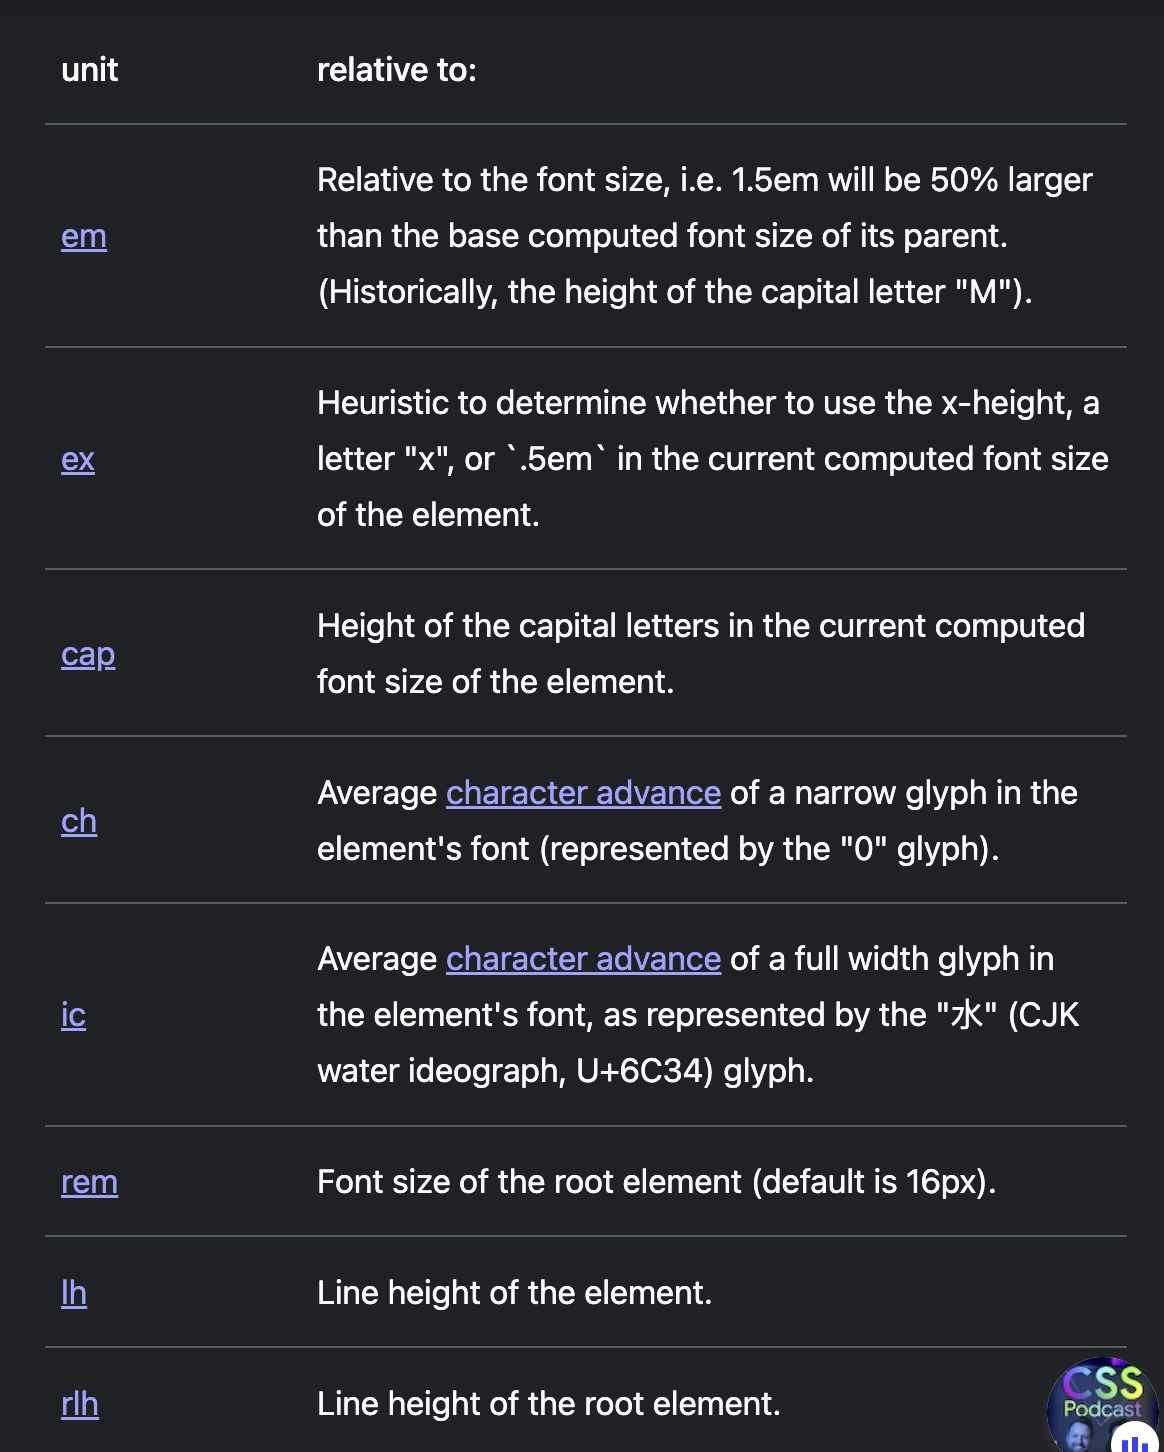 unit relative to:
Relative to the font size, i.e. 1.5em will be 50% larger
em than the base computed font size of its parent.
(Historically, the height of the capital letter "M").
Heuristic to determine whether to use the x-height, a
ex letter "x", or `.5em` in the current computed font size
of the element.
Height of the capital letters in the current computed
cap
font size of the element.
Average character advance of a narrow glyph in the
ch
element's font (represented by the "0" glyph).
Average character advance of a full width glyph in
ic the element's font, as represented by the "水" (CJK
water ideograph, U+6C34) glyph.
rem Font size of the root element (default is 16px).
lh Line height of the element.
rlh Line height of the root element.
CSS
Podcast